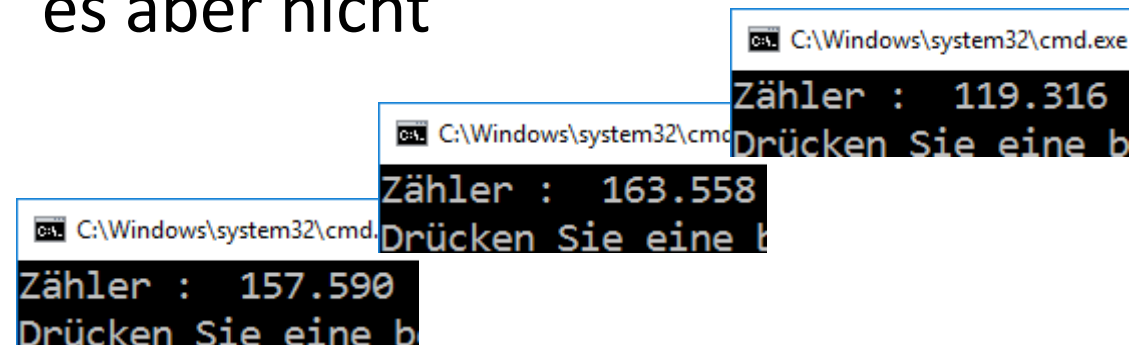 es aber nicht
C:\Windows\system32\cmd.exe
Zähler : 119.316
Drücken Sie eine
C:\Windows\system32\cmd
Zähler : 163.558
Drücken Sie eine
C:\Windows\system32\cmd.
Zähler : 157.590
Drücken Sie eine